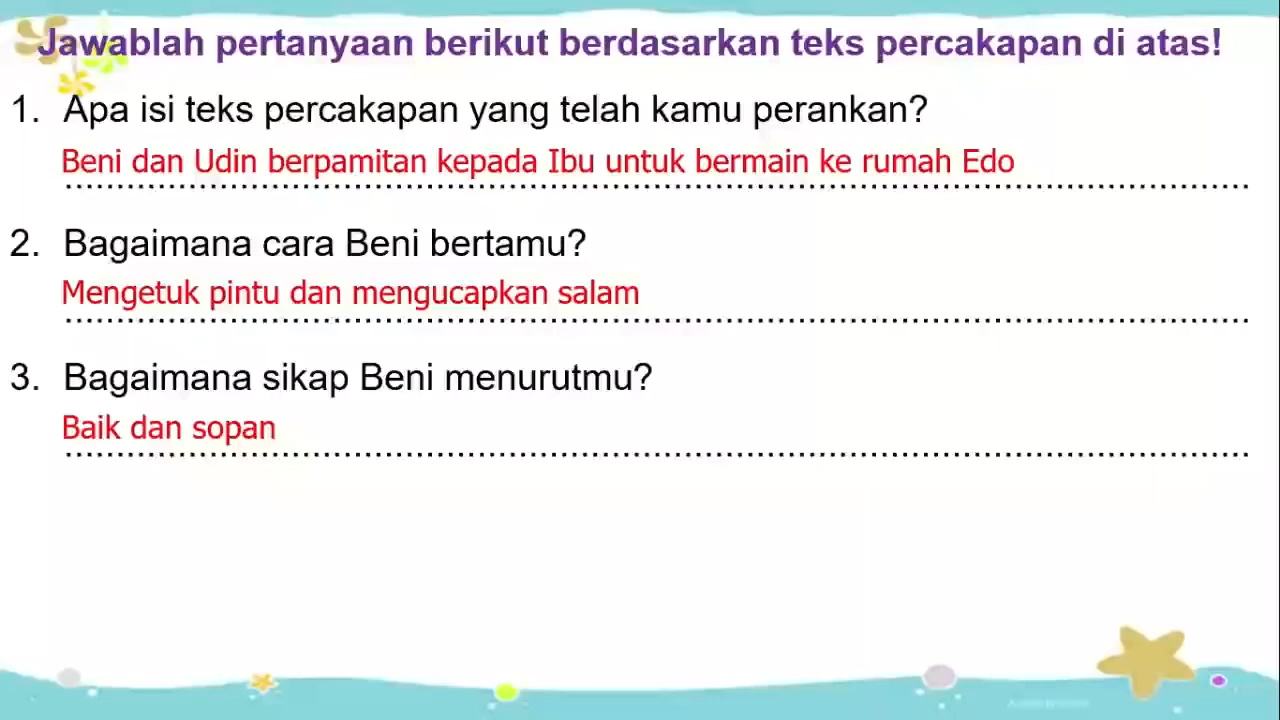 Jawablah pertanyaan berikut berdasarkan teks percakapan di atas!
1. Apa isi teks percakapan yang telah kamu perankan?
Beni dan Udin berpamitan kepada Ibu untuk bermain ke rumah Edo
2. Bagaimana cara Beni bertamu?
Mengetuk pintu dan mengucapkan salam
3. Bagaimana sikap Beni menurutmu?
Baik dan sopan